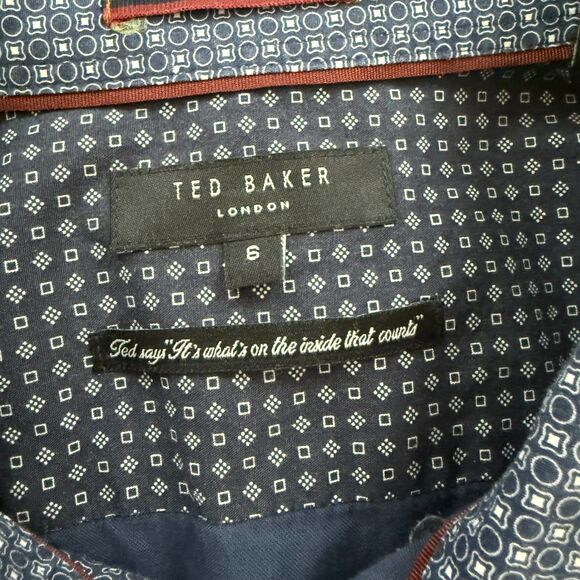 TED BAKER
LONDON
6
Ted says "It's what's on the inside that counts"